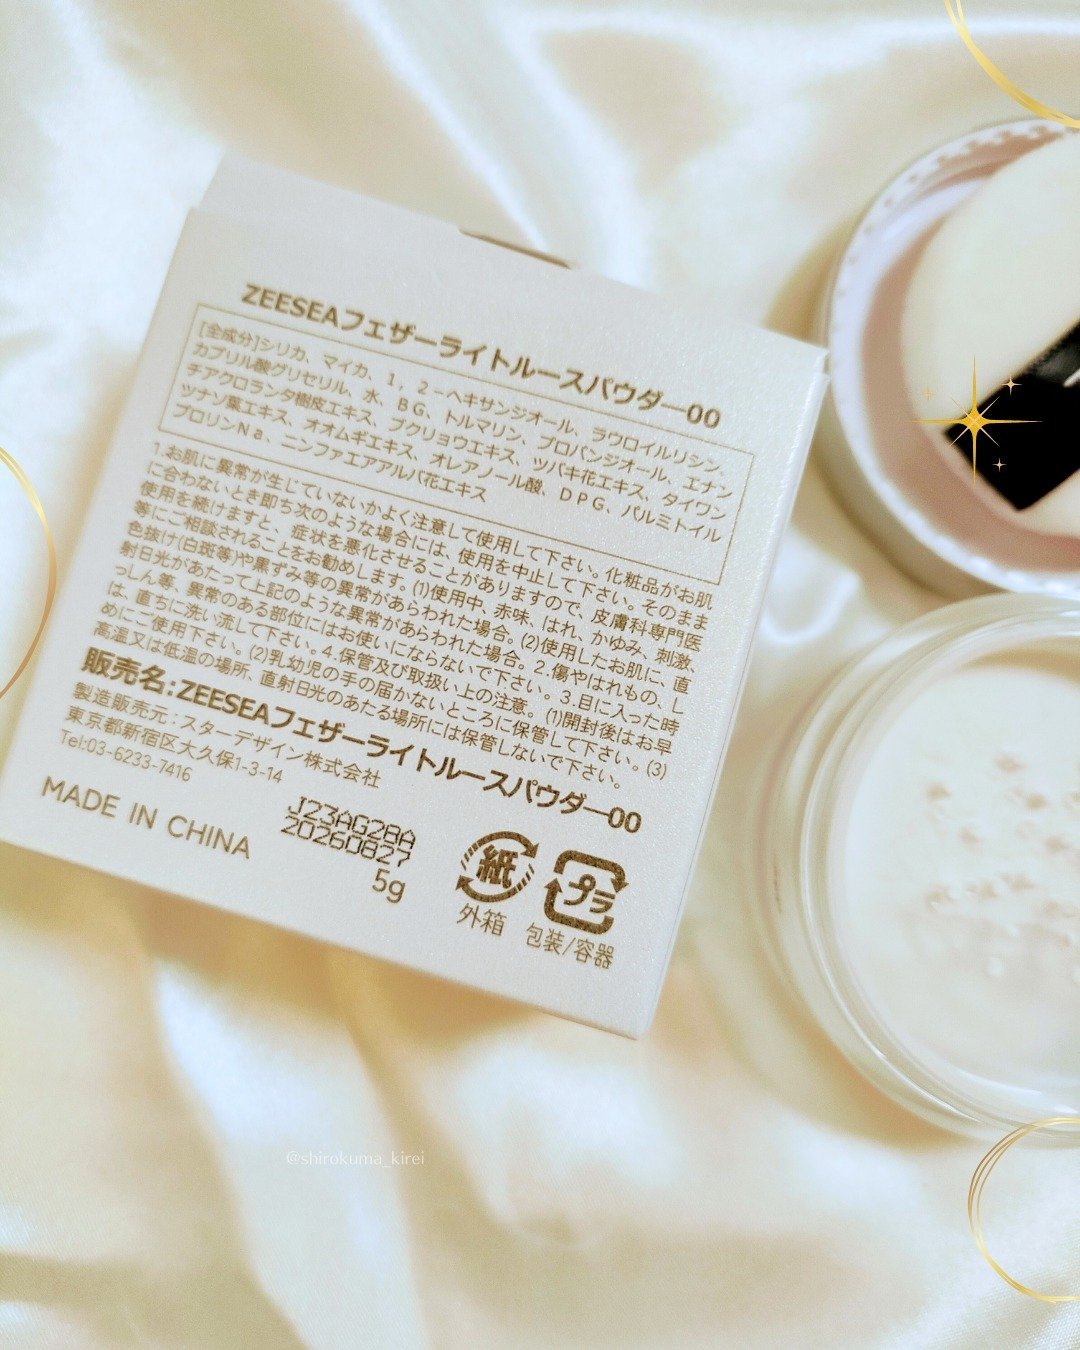 ZEESEAフェザーライトルースパウダー00
[全成分]シリカ、マイカ、1，2－ヘキサンジオール、ラウロイルリシン、
カプリル酸グリセリル、水、BG、トルマリン、プロパンジオール、エナン
チアクロランタ樹皮エキス、ブクリョウエキス、ツバキ花エキス、タイワン
ツナソ葉エキス、オオムギエキス、オレアノール酸、DPG、パルミトイル
プロリンNa、ニンファエアアルバ花エキス
1.お肌に異常が生じていないかよく注意して使用して下さい。化粧品がお肌
に合わないとき即ち次のような場合には、使用を中止して下さい。そのまま
使用を続けますと、症状を悪化させることがありますので、皮膚科専門医
等にご相談されることをお勧めします。(1)使用中、赤味、はれ、かゆみ、刺激、
色抜け(白斑等)や黒ずみ等の異常があらわれた場合。(2)使用したお肌に、直
射日光があたって上記のような異常があらわれた場合。2.傷やはれもの、し
っしん等、異常のある部位にはお使いにならないで下さい。3.目に入った時
は、直ちに洗い流して下さい。4.保管及び取扱い上の注意。(1)開封後はお早
めにご使用下さい。(2)乳幼児の手の届かないところに保管して下さい。(3)
高温又は低温の場所、直射日光のあたる場所には保管しないで下さい。
販売名:ZEESEAフェザーライトルースパウダー00
製造販売元：スターデザイン株式会社
東京都新宿区大久保1-3-14
Tel:03-6233-7416
MADE IN CHINA
J23AG28A
20260827
5g
紙
外箱
プラ
包装/容器
@shirokuma_kirei